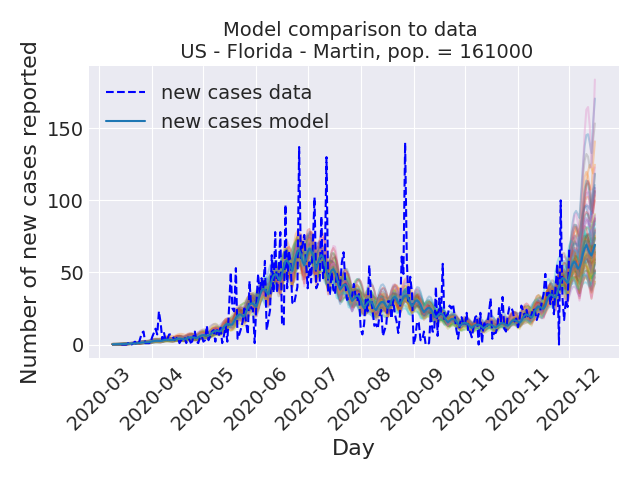 Model comparison to data
US - Florida - Martin, pop. = 161000
Number of new cases reported
new cases data
new cases model
150
100
50
0
2020-03
2020-04
2020-05
2020-06
2020-07
2020-08
2020-09
2020-10
2020-11
2020-12
Day